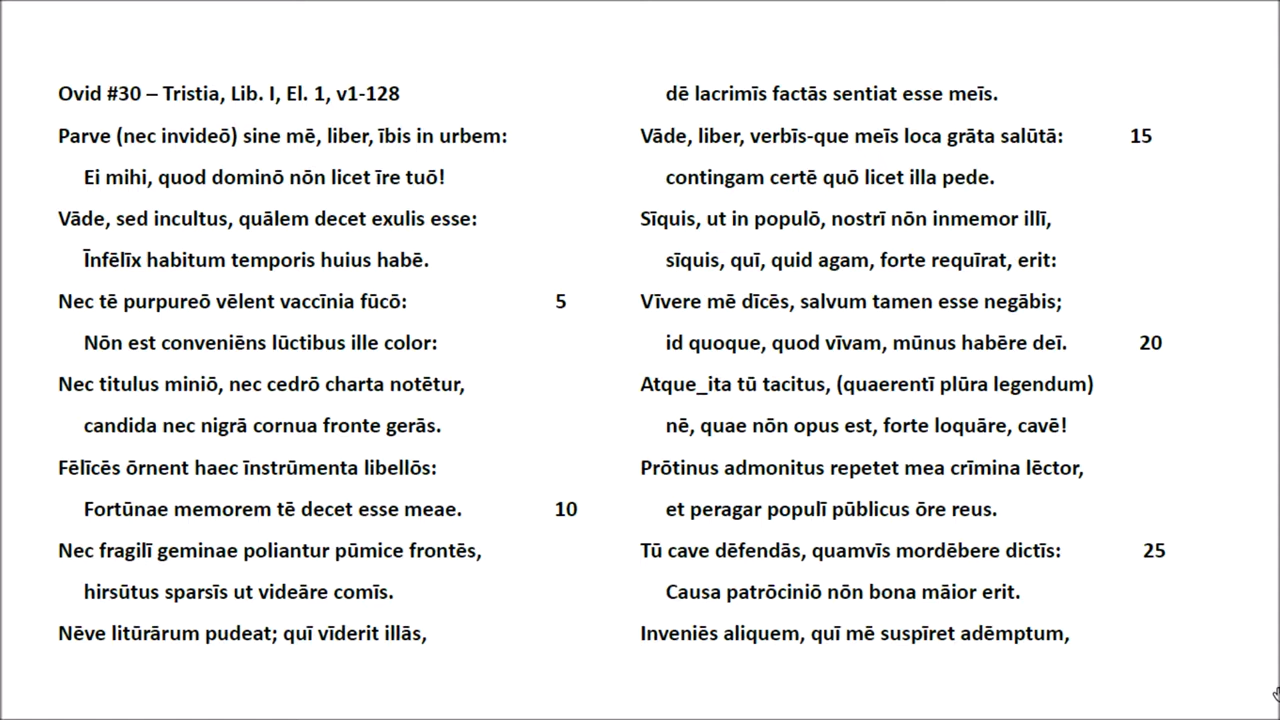 Ovid #30 – Tristia, Lib. I, El. 1, v1-128
Parve (nec invideō) sine mē, liber, ībis in urbem:
Ei mihi, quod dominō nōn licet īre tuō!
Vāde, sed incultus, quālem decet exulis esse:
Īnfēlīx habitum temporis huius habē.
Nec tē purpureō vēlent vaccīnia fūcō: 5
Nōn est conveniēns lūctibus ille color:
Nec titulus miniō, nec cedrō charta notētur,
candida nec nigrā cornua fronte gerās.
Fēlīcēs ōrnent haec īnstrūmenta libellōs:
Fortūnae memorem tē decet esse meae. 10
Nec fragilī geminae poliantur pūmice frontēs,
hirsūtus sparsīs ut videāre comīs.
Nēve litūrārum pudeat; quī vīderit illās,
dē lacrimīs factās sentiat esse meīs.
Vāde, liber, verbīs-que meīs loca grāta salūtā: 15
contingam certē quō licet illa pede.
Sīquis, ut in populō, nostrī nōn inmemor illī,
sīquis, quī, quid agam, forte requīrat, erit:
Vīvere mē dīcēs, salvum tamen esse negābis;
id quoque, quod vīvam, mūnus habēre deī. 20
Atque_ita tū tacitus, (quaerentī plūra legendum)
nē, quae nōn opus est, forte loquāre, cavē!
Prōtinus admonitus repetet mea crīmina lēctor,
et peragar populī pūblicus ōre reus.
Tū cave dēfendās, quamvīs mordēbere dictīs: 25
Causa patrōciniō nōn bona māior erit.
Inveniēs aliquem, quī mē suspīret adēmptum,